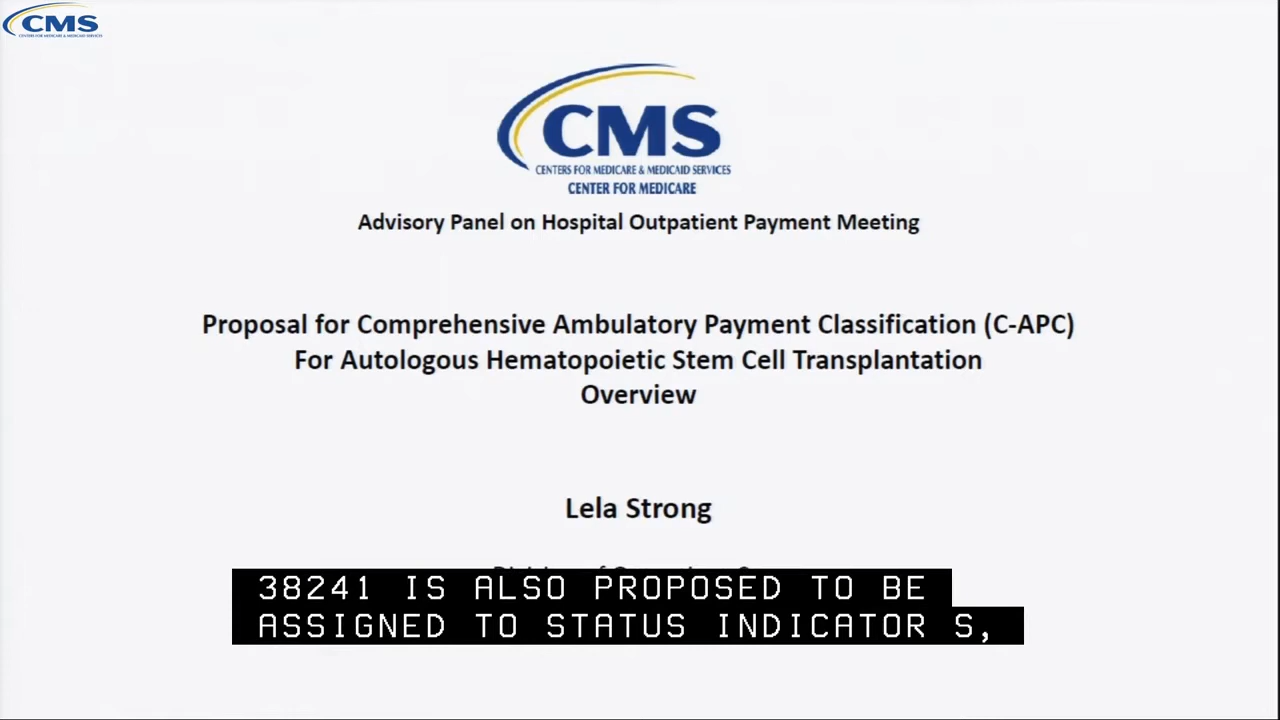 CMS
CENTERS FOR MEDICARE & MEDICAID SERVICES
CMS
CENTERS FOR MEDICARE & MEDICAID SERVICES
CENTER FOR MEDICARE
Advisory Panel on Hospital Outpatient Payment Meeting
Proposal for Comprehensive Ambulatory Payment Classification (C-APC)
For Autologous Hematopoietic Stem Cell Transplantation
Overview
Lela Strong
38241 IS ALSO PROPOSED TO BE
ASSIGNED TO STATUS INDICATOR S,